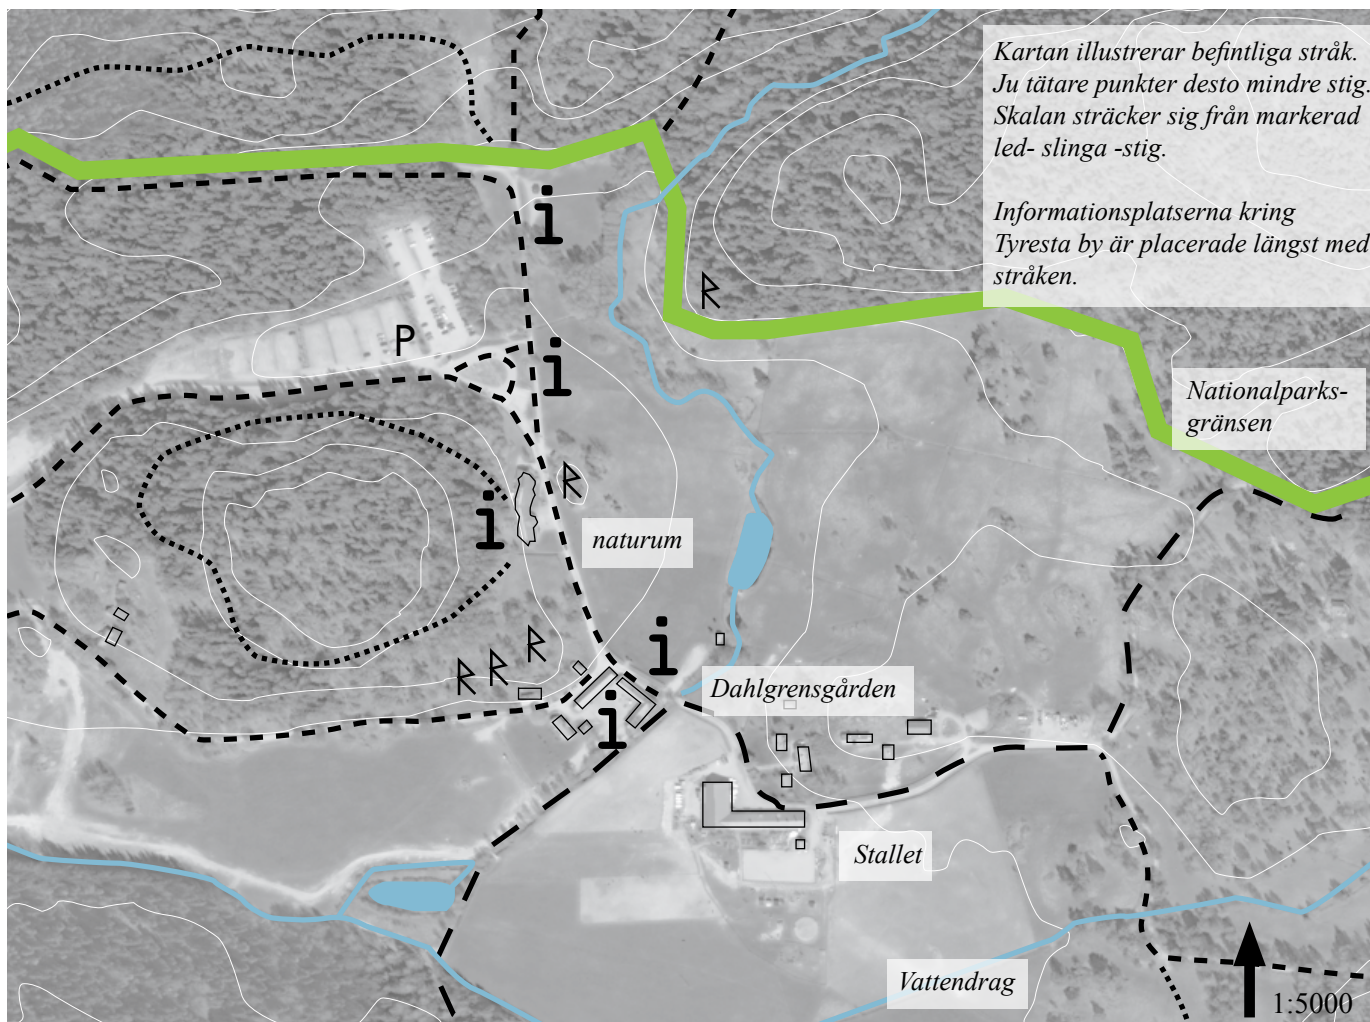 Kartan illustrerar befintliga stråk.
Ju tätare punkter desto mindre stig.
Skalan sträcker sig från markerad
led- slinga -stig.
Informationsplatserna kring
Tyresta by är placerade längst med
stråken.
i
R
P
i
Nationalparks-
gränsen
R
i
naturum
i
R
R
R
Dahlgrensgården
i
Stallet
Vattendrag
1:5000